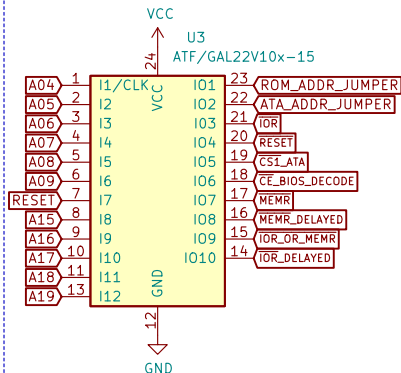 VCC
U3
ATF/GAL22V10x-15
24
VCC
A04 1 I1/CLK IO1 23 ROM_ADDR_JUMPER
A05 2 I2 IO2 22 ATA_ADDR_JUMPER
A06 3 I3 IO3 21 IOR
A07 4 I4 IO4 20 RESET
A08 5 I5 IO5 19 CS1_ATA
A09 6 I6 IO6 18 CE_BIOS_DECODE
RESET 7 I7 IO7 17 MEMR
A15 8 I8 IO8 16 MEMR_DELAYED
A16 9 I9 IO9 15 IOR_OR_MEMR
A17 10 I10 IO10 14 IOR_DELAYED
A18 11 I11
A19 13 I12
GND
12
GND